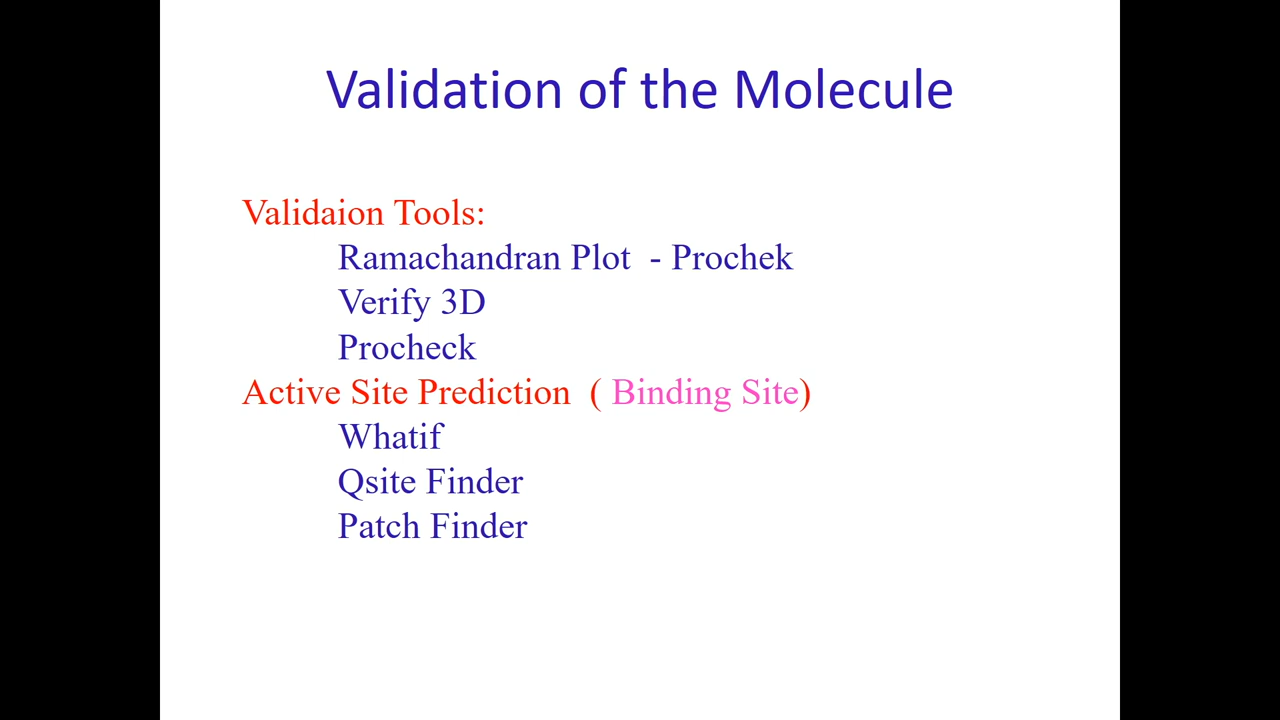 Validation of the Molecule
Validaion Tools:
Ramachandran Plot  - Prochek
Verify 3D
Procheck
Active Site Prediction  ( Binding Site)
Whatif
Qsite Finder
Patch Finder